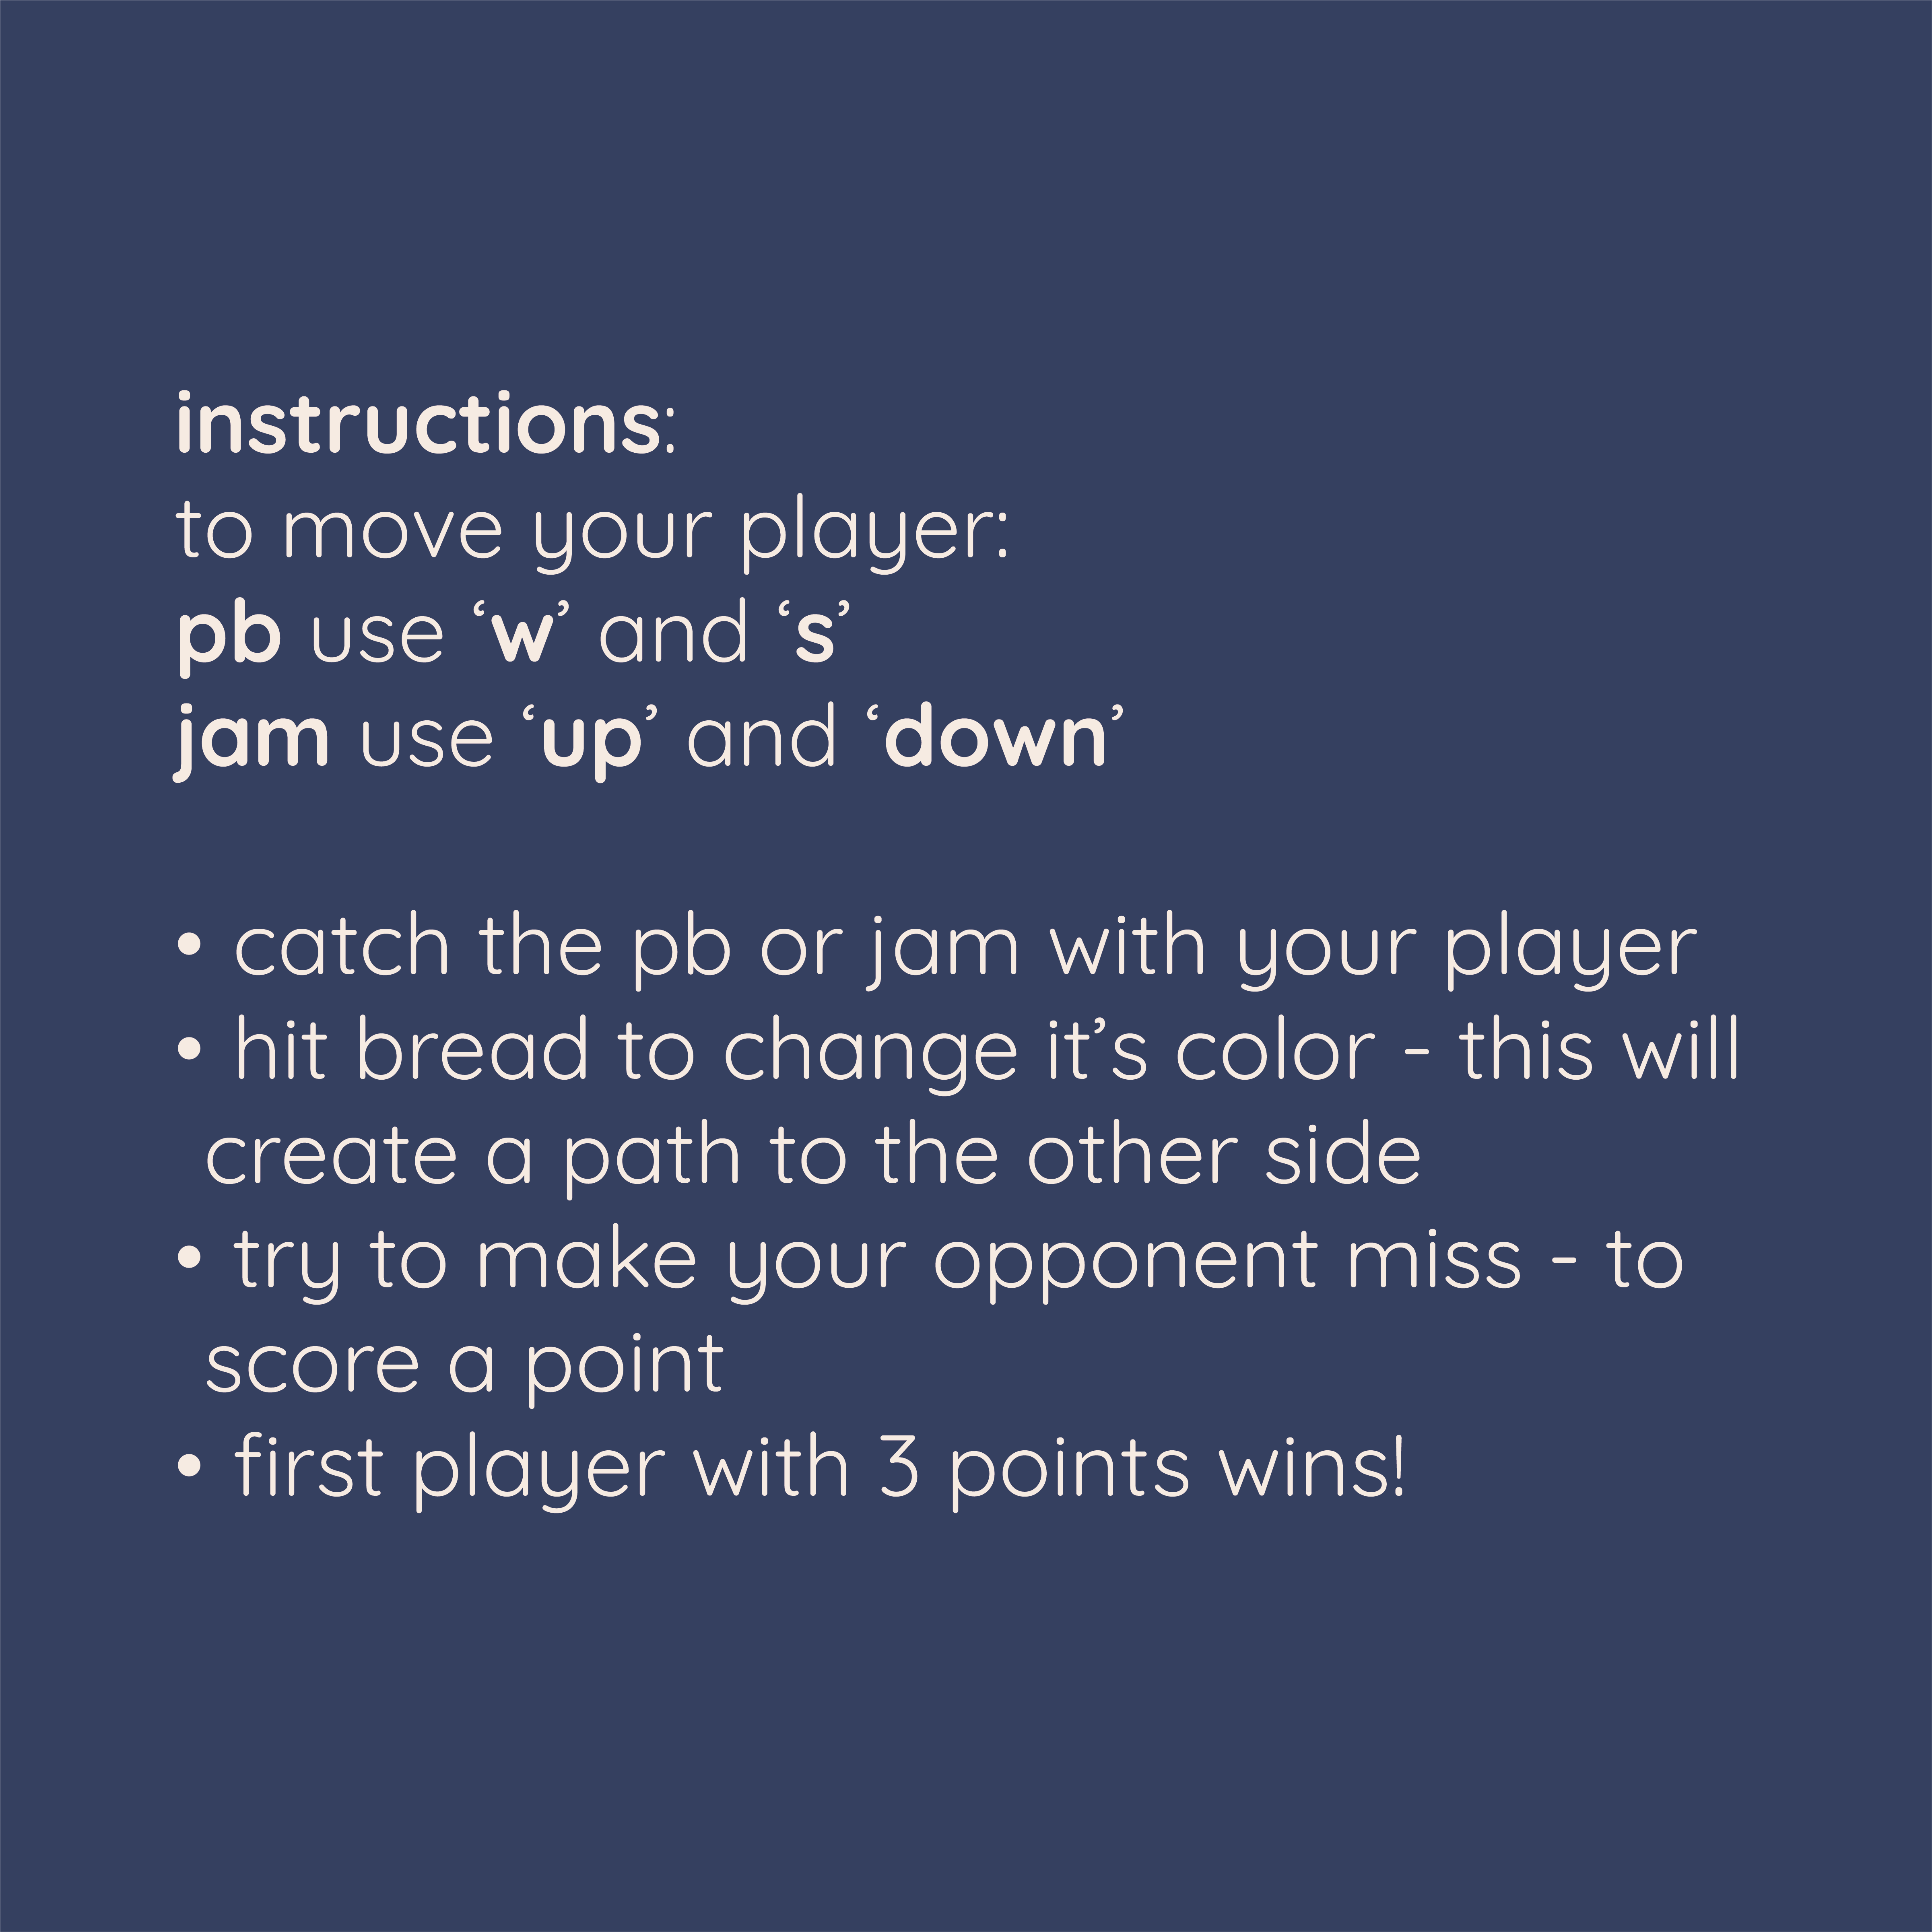 instructions:
to move your player:
pb use ‘w’ and ‘s’
jam use ‘up’ and ‘down’
• catch the pb or jam with your player
• hit bread to change it’s color - this will
create a path to the other side
• try to make your opponent miss - to
score a point
• first player with 3 points wins!